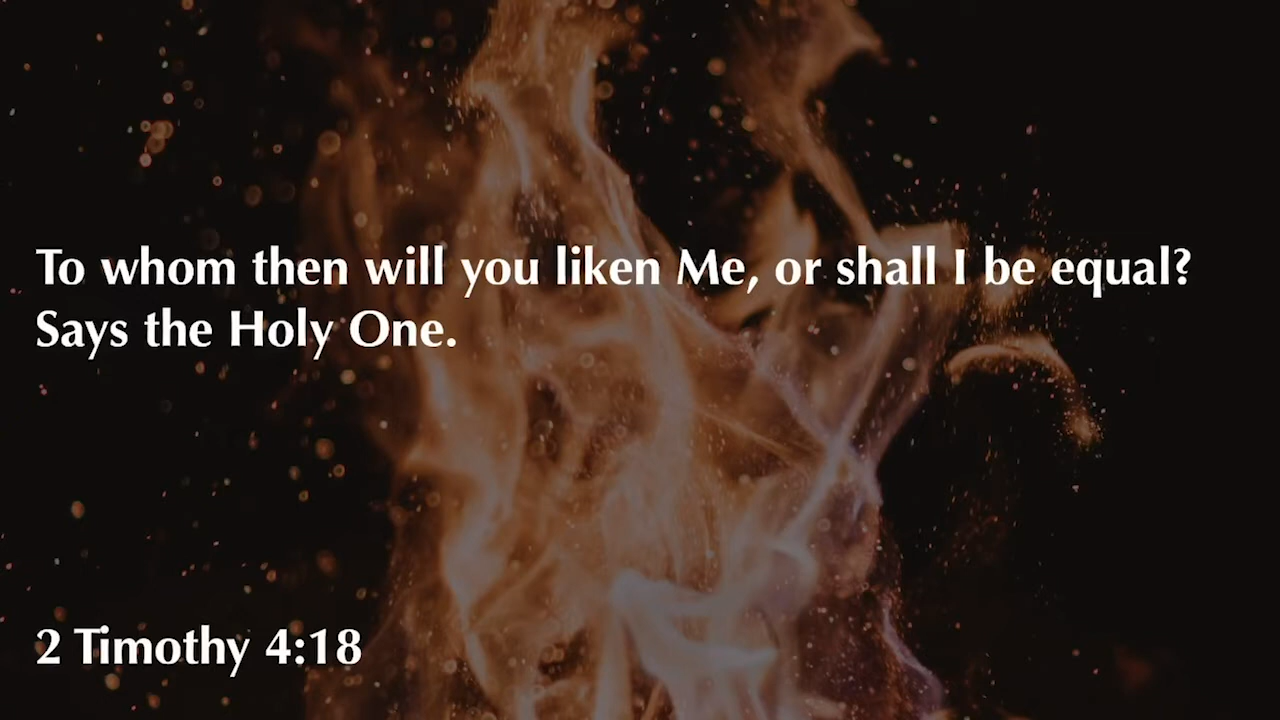 To whom then will you liken Me, or shall I be equal?
Says the Holy One.
2 Timothy 4:18